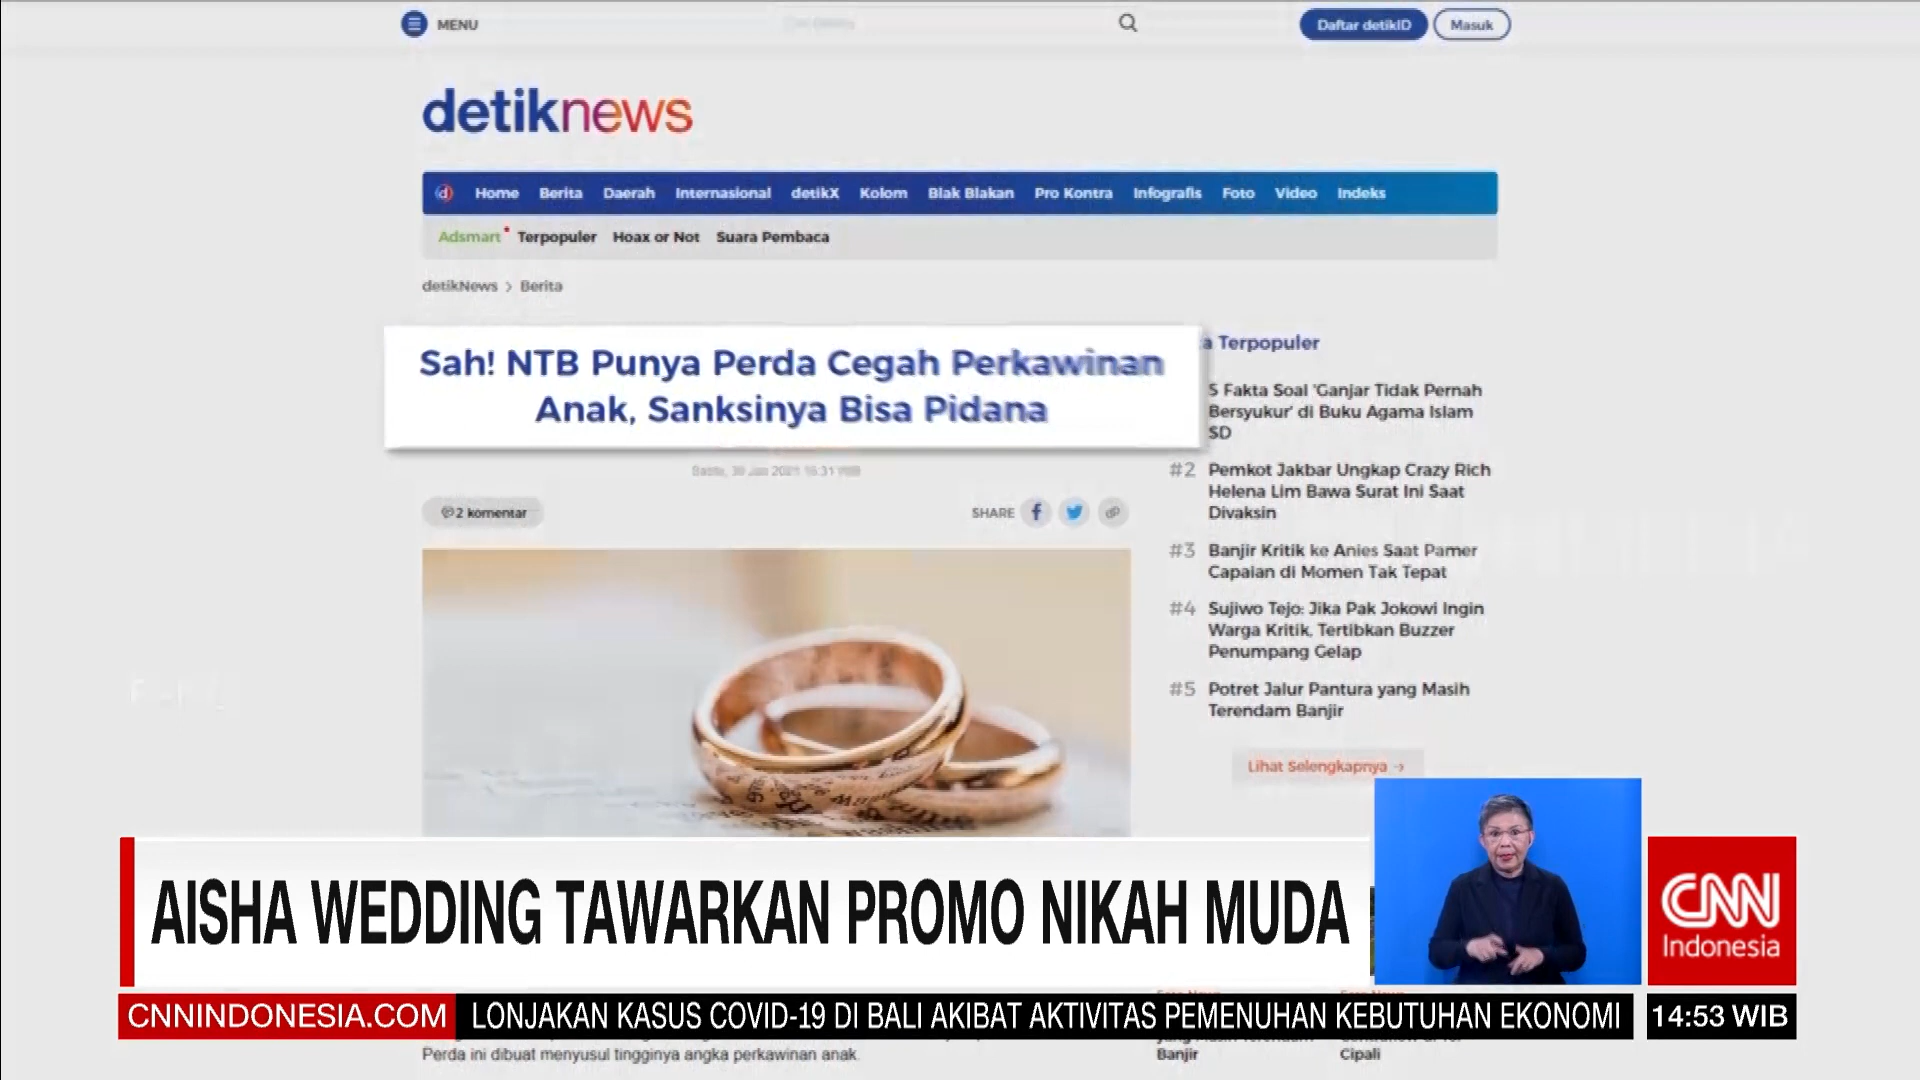 MENU
Daftar detikID
Masuk
detiknews
Home Berita Daerah Internasional detikX Kolom Blak Blakan Pro Kontra Infografis Foto Video Indeks
Adsmart Terpopuler Hoax or Not Suara Pembaca
detikNews > Berita
Sah! NTB Punya Perda Cegah Perkawinan
Anak, Sanksinya Bisa Pidana
2 komentar
SHARE
Terpopuler
5 Fakta Soal 'Ganjar Tidak Pernah
Bersyukur' di Buku Agama Islam
SD
#2 Pemkot Jakbar Ungkap Crazy Rich
Helena Lim Bawa Surat Ini Saat
Divaksin
#3 Banjir Kritik ke Anies Saat Pamer
Capaian di Momen Tak Tepat
#4 Sujiwo Tejo: Jika Pak Jokowi Ingin
Warga Kritik, Tertibkan Buzzer
Penumpang Gelap
#5 Potret Jalur Pantura yang Masih
Terendam Banjir
Lihat Selengkapnya →
AISHA WEDDING TAWARKAN PROMO NIKAH MUDA
CNN
Indonesia
CNNINDONESIA.COM LONJAKAN KASUS COVID-19 DI BALI AKIBAT AKTIVITAS PEMENUHAN KEBUTUHAN EKONOMI 14:53 WIB
Perda ini dibuat menyusul tingginya angka perkawinan anak.
Banjir
Cipali